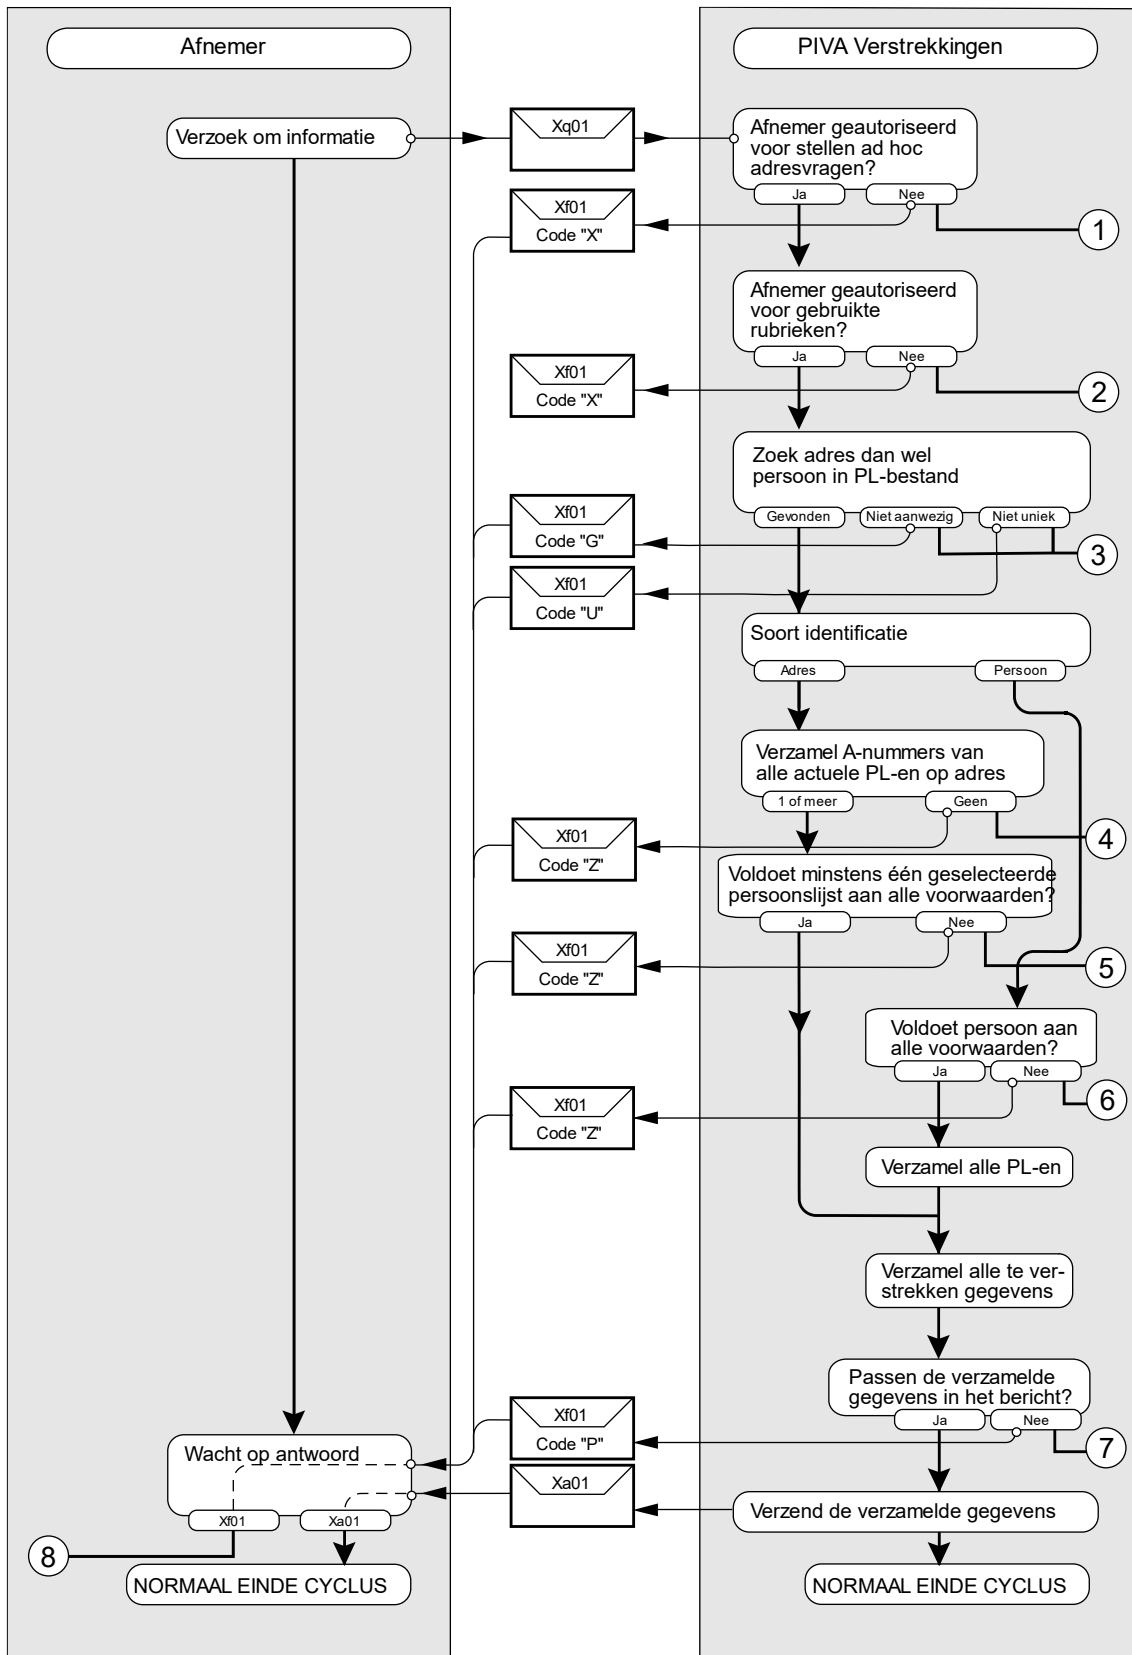 Afnemer
PIVA Verstrekkingen
Verzoek om informatie
Xq01
Afnemer geautoriseerd
voor stellen ad hoc
adresvragen?
Ja
Nee
Xf01
Code "X"
1
Afnemer geautoriseerd
voor gebruikte
rubrieken?
Ja
Nee
Xf01
Code "X"
2
Zoek adres dan wel
persoon in PL-bestand
Gevonden
Niet aanwezig
Niet uniek
Xf01
Code "G"
3
Xf01
Code "U"
Soort identificatie
Adres
Persoon
Verzamel A-nummers van
alle actuele PL-en op adres
1 of meer
Geen
Xf01
Code "Z"
4
Voldoet minstens één geselecteerde
persoonslijst aan alle voorwaarden?
Ja
Nee
Xf01
Code "Z"
5
Voldoet persoon aan
alle voorwaarden?
Ja
Nee
Xf01
Code "Z"
6
Verzamel alle PL-en
Verzamel alle te ver-
strekken gegevens
Passen de verzamelde
gegevens in het bericht?
Ja
Nee
Xf01
Code "P"
7
Wacht op antwoord
Xf01
Xa01
Xa01
Verzend de verzamelde gegevens
8
NORMAAL EINDE CYCLUS
NORMAAL EINDE CYCLUS